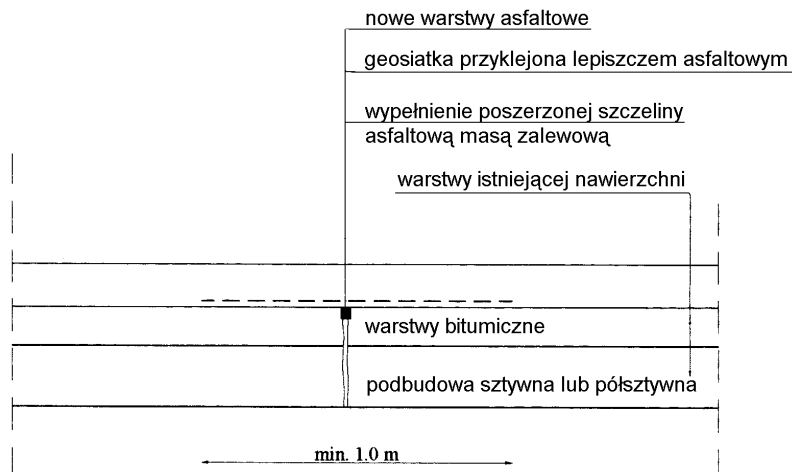 nowe warstwy asfaltowe
geosiatka przyklejona lepiszczem asfaltowym
wypełnienie poszerzonej szczeliny
asfaltową masą zalewową
warstwy istniejącej nawierzchni
warstwy bitumiczne
podbudowa sztywna lub półsztywna
min. 1.0 m